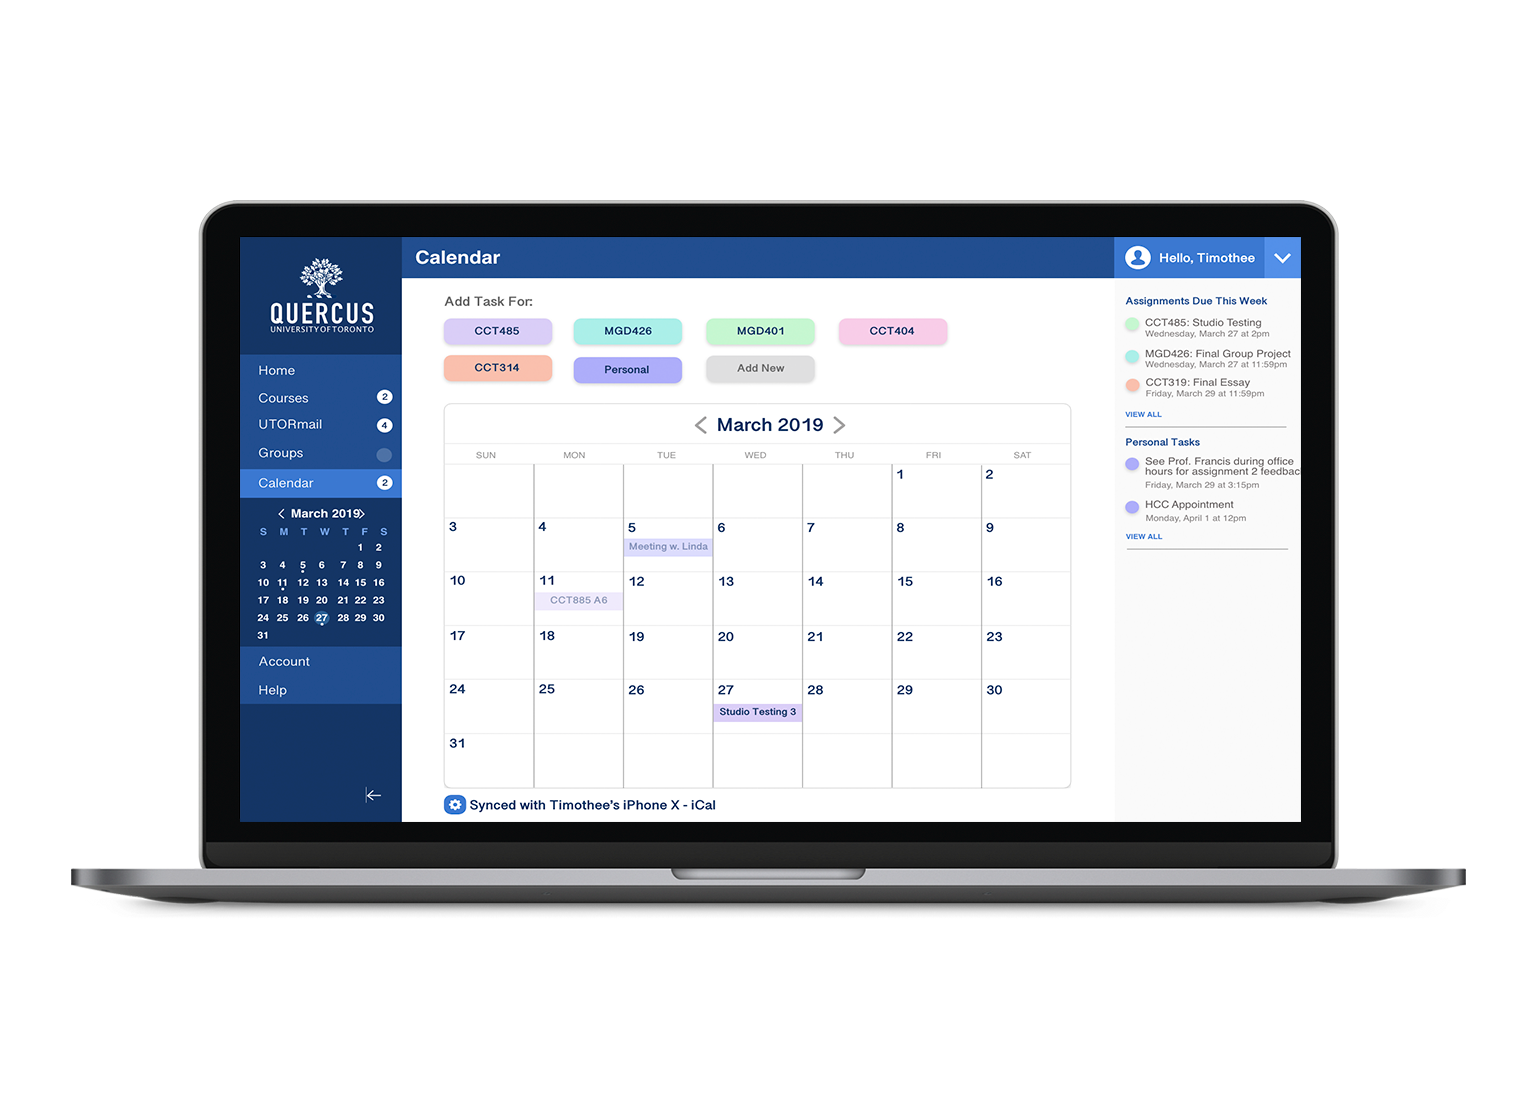 QUERCUS
UNIVERSITY OF TORONTO
Home
Courses 2
UTORmail 4
Groups
Calendar 2
< March 2019>
S M T W T F S
1 2
3 4 5 6 7 8 9
10 11 12 13 14 15 16
17 18 19 20 21 22 23
24 25 26 27 28 29 30
31
Account
Help
Calendar
Hello, Timothee
Add Task For:
CCT485 MGD426 MGD401 CCT404
CCT314 Personal Add New
< March 2019 >
SUN MON TUE WED THU FRI SAT
1 2
3 4 5 6 7 8 9
Meeting w. Linda
10 11 12 13 14 15 16
CCT885 A6
17 18 19 20 21 22 23
24 25 26 27 28 29 30
Studio Testing 3
31
Synced with Timothee's iPhone X - iCal
Assignments Due This Week
CCT485: Studio Testing
Wednesday, March 27 at 2pm
MGD426: Final Group Project
Wednesday, March 27 at 11:59pm
CCT319: Final Essay
Friday, March 29 at 11:59pm
VIEW ALL
Personal Tasks
See Prof. Francis during office
hours for assignment 2 feedbac
Friday, March 29 at 3:15pm
HCC Appointment
Monday, April 1 at 12pm
VIEW ALL